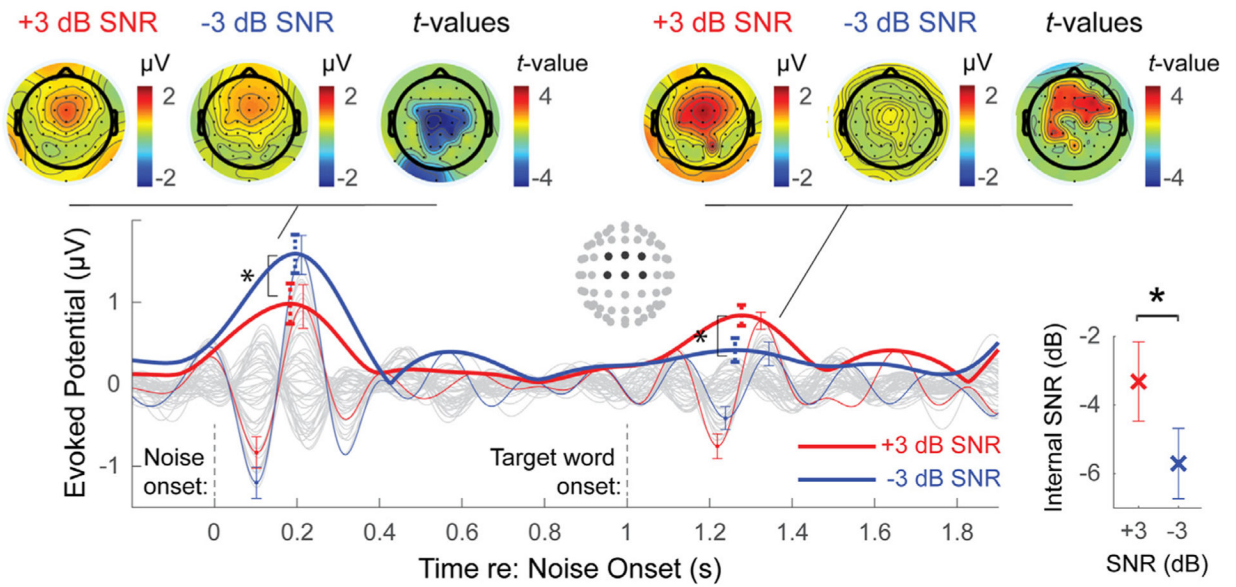 +3 dB SNR -3 dB SNR t-values +3 dB SNR -3 dB SNR t-values
µV µV t-value µV µV t-value
2 2 4 2 2 4
-2 -2 -4 -2 -2 -4
Evoked Potential (µV)
1
0
-1
*
*
Noise
onset:
Target word
onset:
+3 dB SNR
-3 dB SNR
0 0.2 0.4 0.6 0.8 1 1.2 1.4 1.6 1.8
Time re: Noise Onset (s)
*
Internal SNR (dB)
-2
-4
-6
+3 -3
SNR (dB)